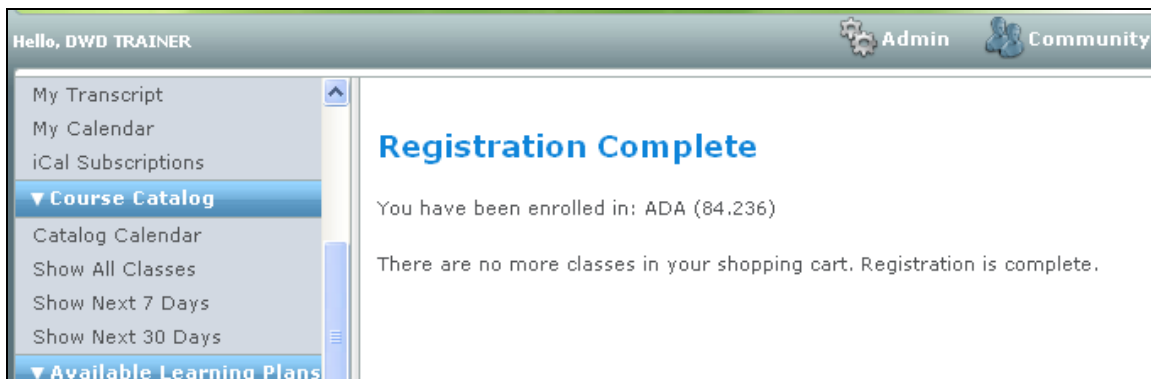 Hello, DWD TRAINER
Admin
Community
My Transcript
My Calendar
iCal Subscriptions
▼ Course Catalog
Catalog Calendar
Show All Classes
Show Next 7 Days
Show Next 30 Days
▼ Available Learning Plans
Registration Complete
You have been enrolled in: ADA (84.236)
There are no more classes in your shopping cart. Registration is complete.